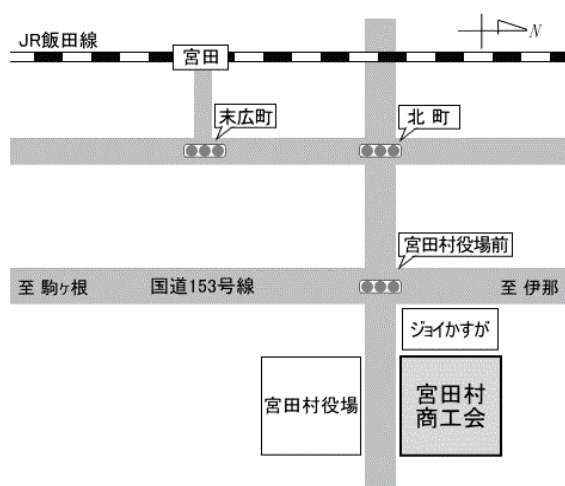 JR飯田線
N
宮田
末広町
北町
宮田村役場前
至 駒ヶ根
国道153号線
至 伊那
ジョイかすが
宮田村役場
宮田村
商工会